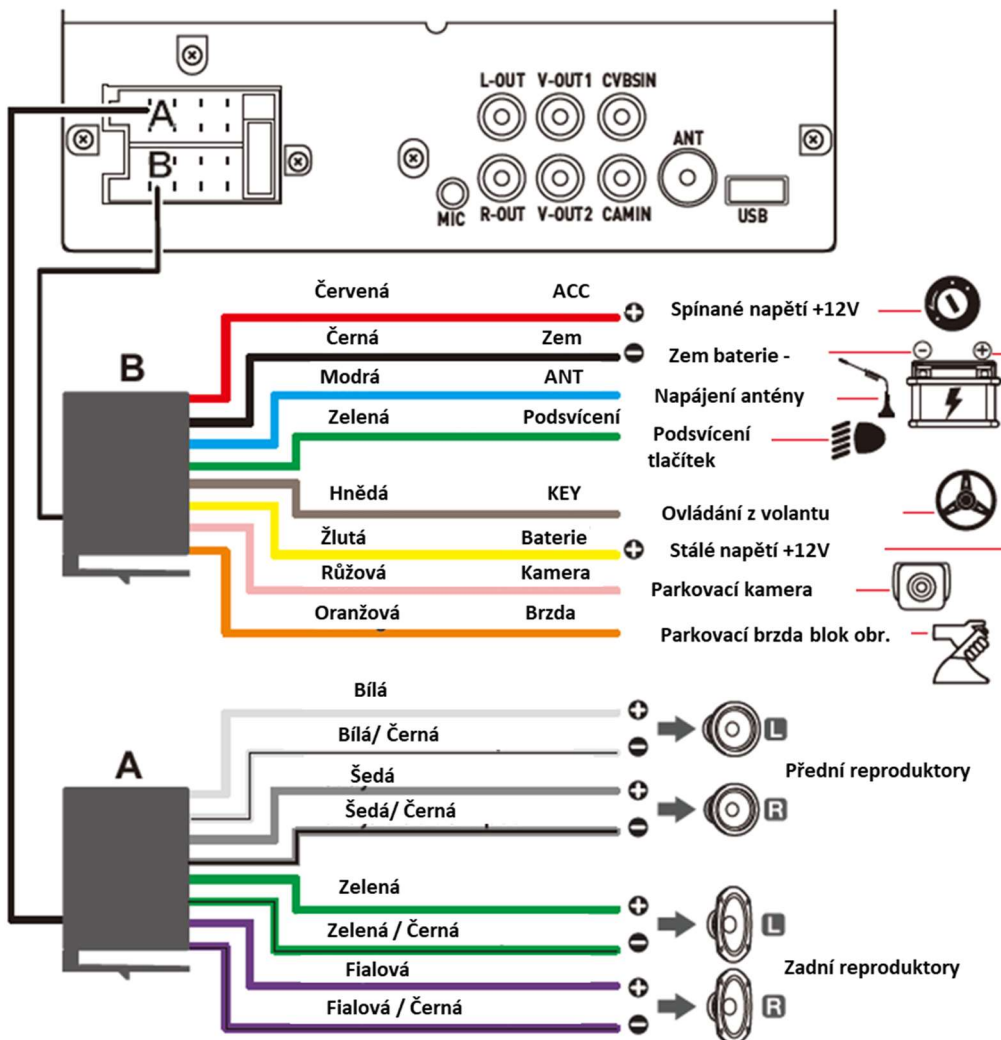 L-OUT V-OUT1 CVBSIN
A
ANT
B
MIC R-OUT V-OUT2 CAMIN USB
Červená ACC Spínané napětí +12V
Černá Zem Zem baterie -
B
Modrá ANT Napájení antény
Zelená Podsvícení Podsvícení
tlačítek
Hnědá KEY Ovládání z volantu
Žlutá Baterie Stálé napětí +12V
Růžová Kamera Parkovací kamera
Oranžová Brzda Parkovací brzda blok obr.
Bílá
L
Bílá/ Černá
A
Přední reproduktory
Šedá
R
Šedá/ Černá
Zelená
L
Zelená / Černá
Zadní reproduktory
Fialová
R
Fialová / Černá